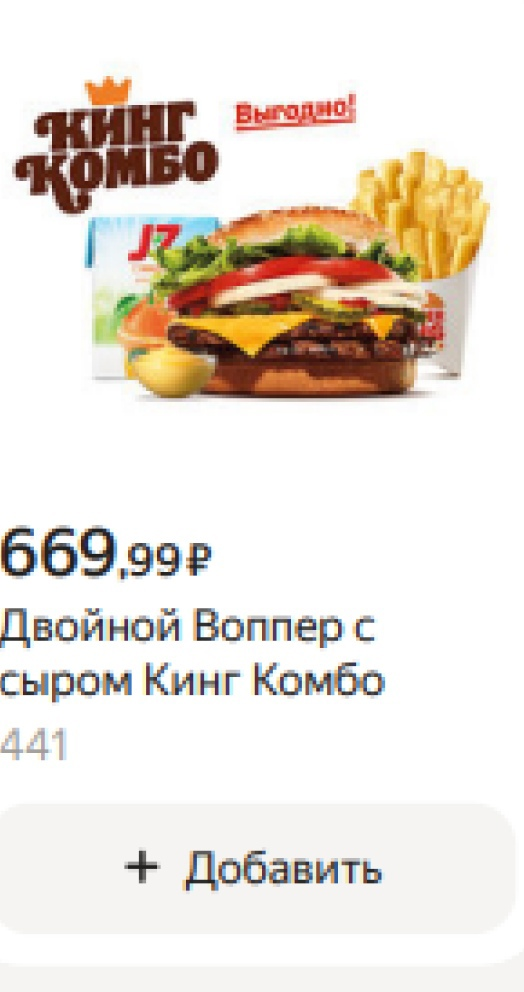 КИНГ
КОМБО
Выгодно!
J7
669,99 ₽
Двойной Воппер с
сыром Кинг Комбо
441
+ Добавить